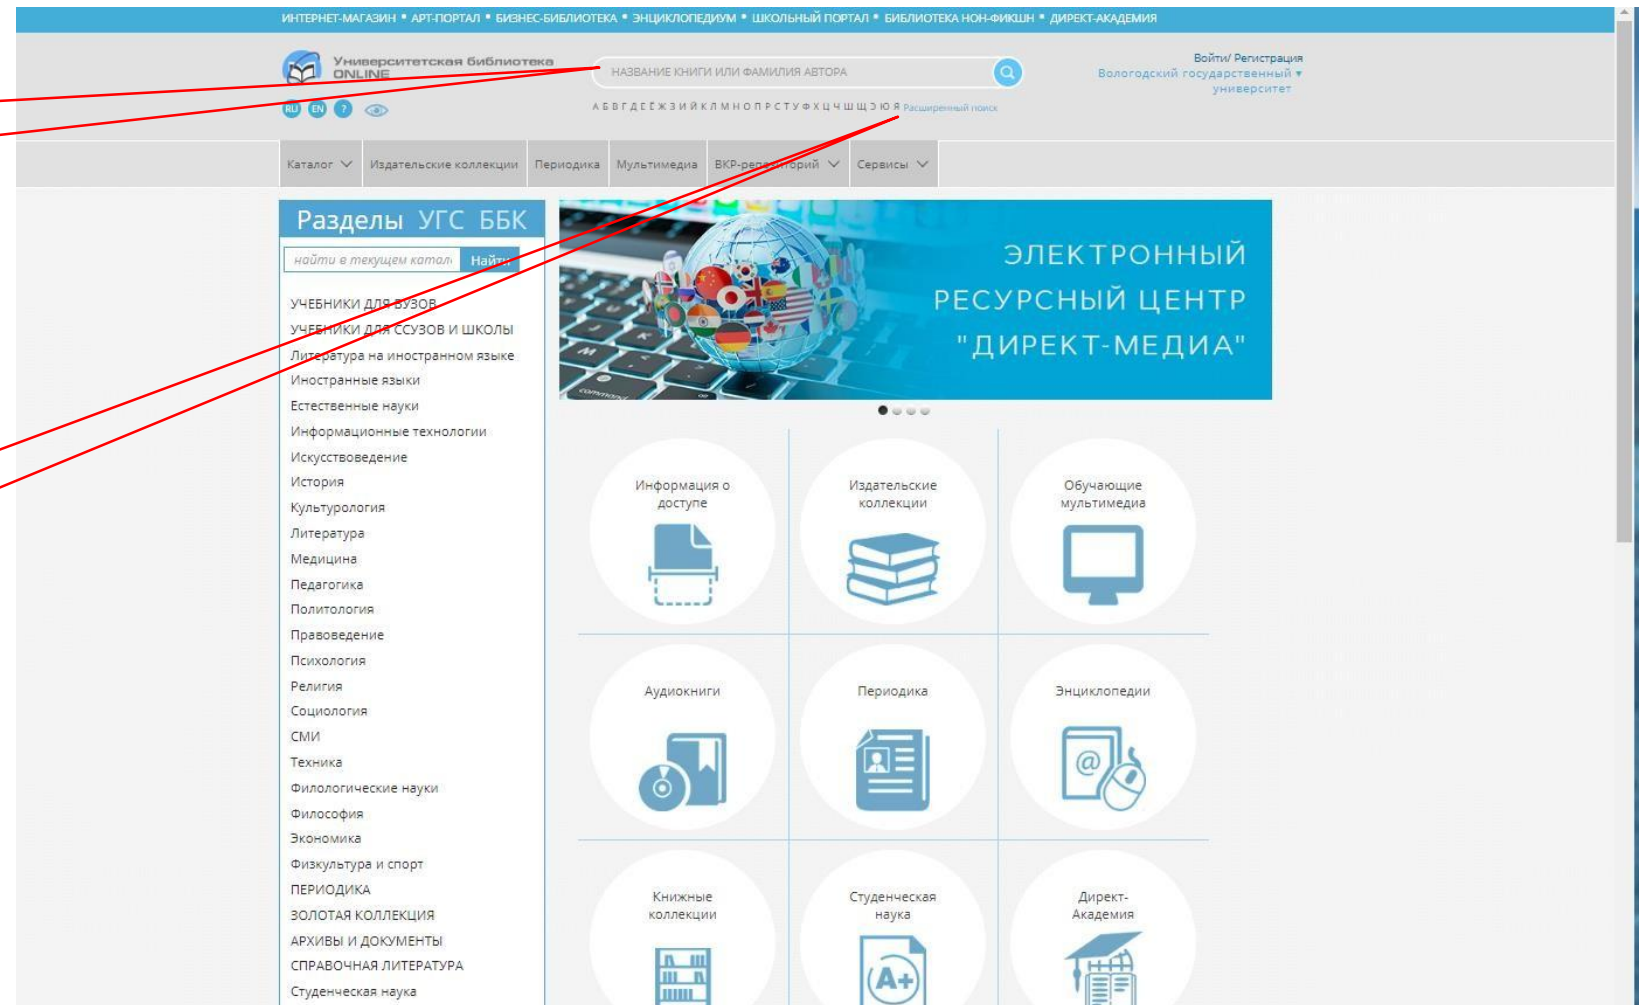 ИНТЕРНЕТ-МАГАЗИН • АРТ-ПОРТАЛ • БИЗНЕС-БИБЛИОТЕКА • ЭНЦИКЛОПЕДИУМ • ШКОЛЬНЫЙ ПОРТАЛ • БИБЛИОТЕКА НОН-ФИКШН • ДИРЕКТ-АКАДЕМИЯ
Университетская библиотека
ONLINE
RU EN ?
НАЗВАНИЕ КНИГИ ИЛИ ФАМИЛИЯ АВТОРА
А Б В Г Д Е Ё Ж З И Й К Л М Н О П Р С Т У Ф Х Ц Ч Ш Щ Э Ю Я Расширенный поиск
Войти/ Регистрация
Вологодский государственный ▾
университет
Каталог Издательские коллекции Периодика Мультимедиа ВКР-репозиторий Сервисы
Разделы УГС ББК
найти в текущем катал Найти
УЧЕБНИКИ ДЛЯ ВУЗОВ
УЧЕБНИКИ ДЛЯ ССУЗОВ И ШКОЛЫ
Литература на иностранном языке
Иностранные языки
Естественные науки
Информационные технологии
Искусствоведение
История
Культурология
Литература
Медицина
Педагогика
Политология
Правоведение
Психология
Религия
Социология
СМИ
Техника
Филологические науки
Философия
Экономика
Физкультура и спорт
ПЕРИОДИКА
ЗОЛОТАЯ КОЛЛЕКЦИЯ
АРХИВЫ И ДОКУМЕНТЫ
СПРАВОЧНАЯ ЛИТЕРАТУРА
Студенческая наука
ЭЛЕКТРОННЫЙ
РЕСУРСНЫЙ ЦЕНТР
"ДИРЕКТ-МЕДИА"
command
Информация о
доступе
Издательские
коллекции
Обучающие
мультимедиа
Аудиокниги
Периодика
Энциклопедии
@
Книжные
коллекции
Студенческая
наука
A+
Директ-
Академия